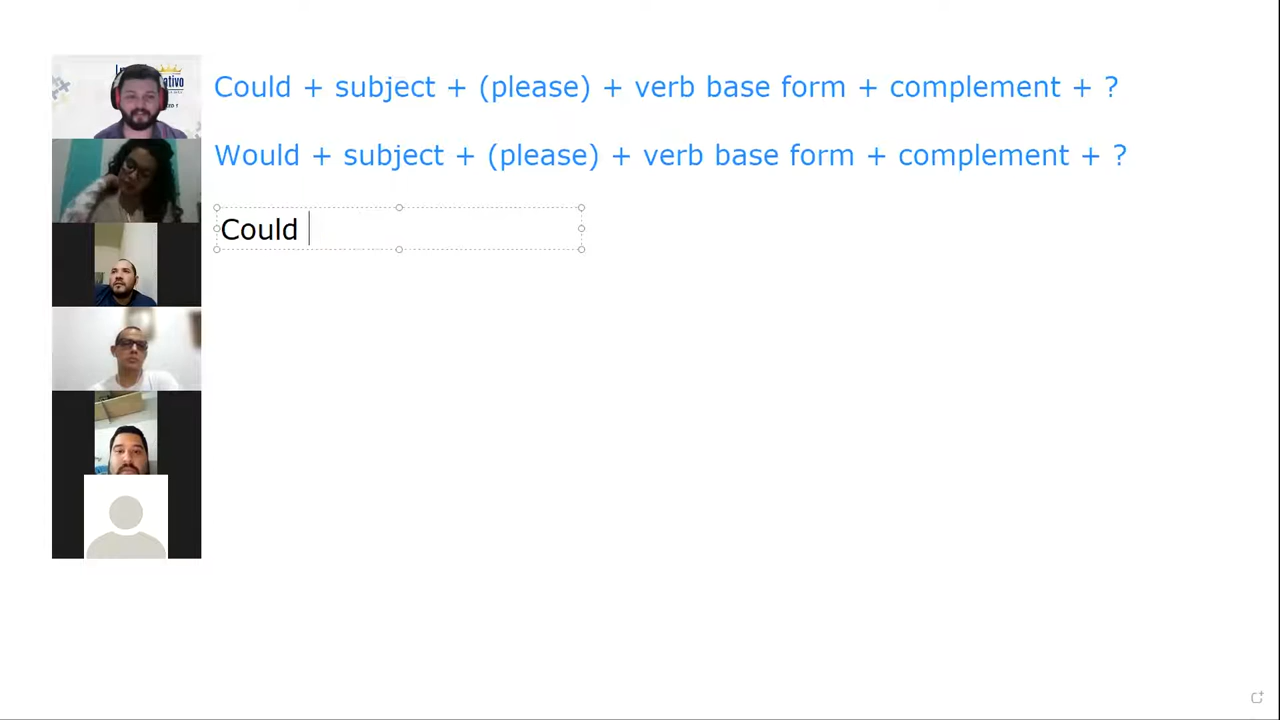 Could + subject + (please) + verb base form + complement + ?
Would + subject + (please) + verb base form + complement + ?
Could